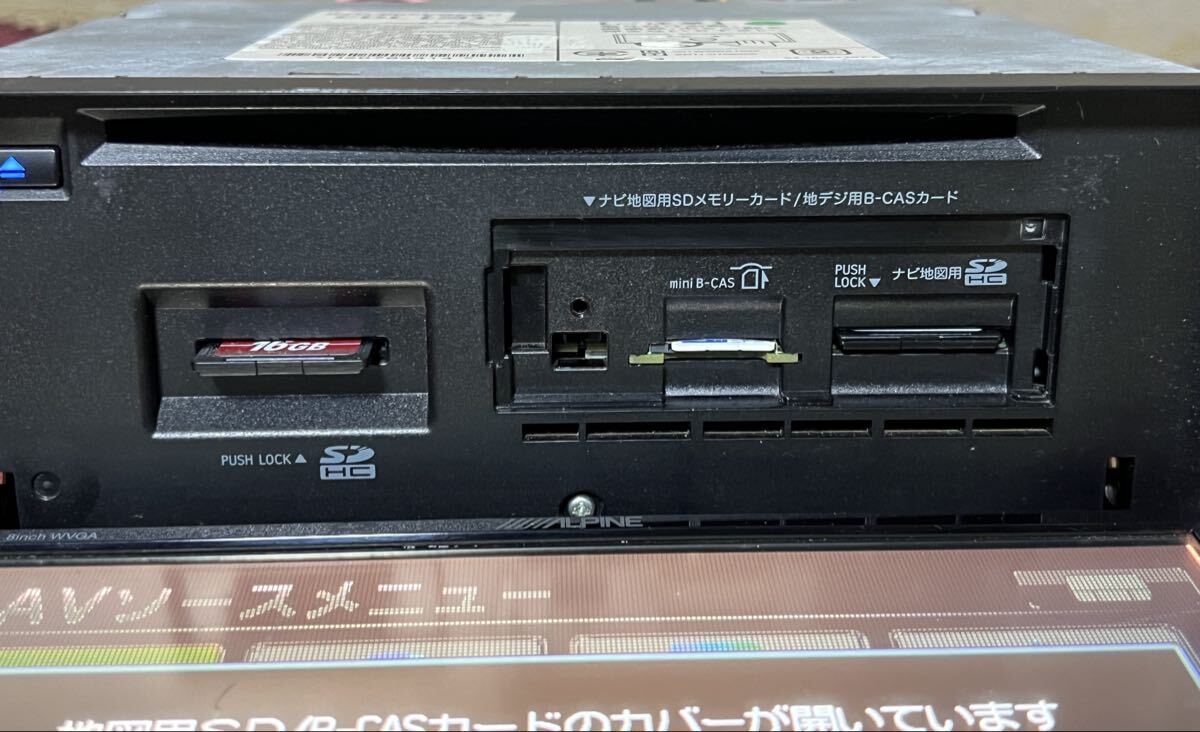 ▼ナビ地図用SDメモリーカード/地デジ用B-CASカード
mini B-CAS
PUSH
LOCK▼
ナビ地図用
SD
HC
16GB
PUSH LOCK▲
SD
HC
ALPINE
8inch WVGA
AVソースメニュー
地図用SD/B-CASカードのカバーが開いています